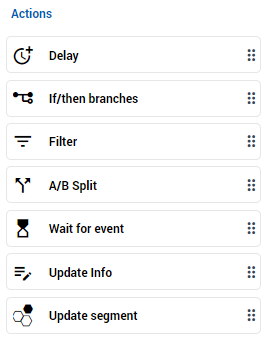 Actions
Delay
If/then branches
Filter
A/B Split
Wait for event
Update Info
Update segment